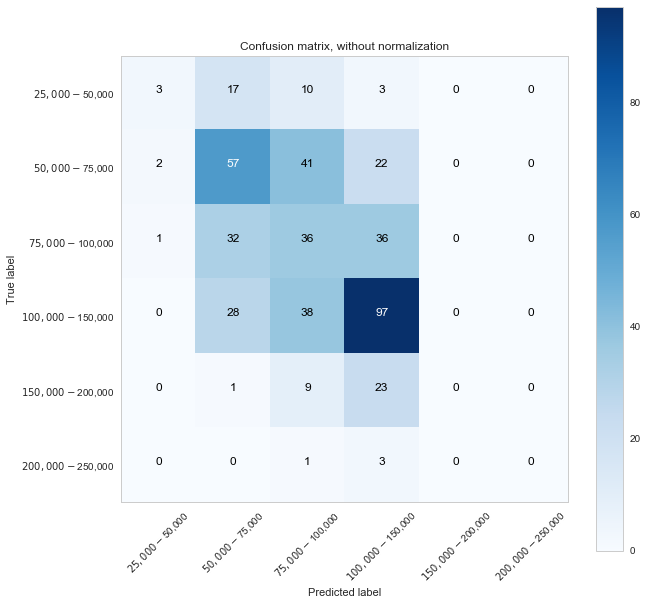 Confusion matrix, without normalization
True label
25,000-50,000 3 17 10 3 0 0
50,000-75,000 2 57 41 22 0 0
75,000-100,000 1 32 36 36 0 0
100,000-150,000 0 28 38 97 0 0
150,000-200,000 0 1 9 23 0 0
200,000-250,000 0 0 1 3 0 0
25,000-50,000 50,000-75,000 75,000-100,000 100,000-150,000 150,000-200,000 200,000-250,000
Predicted label
80
60
40
20
0